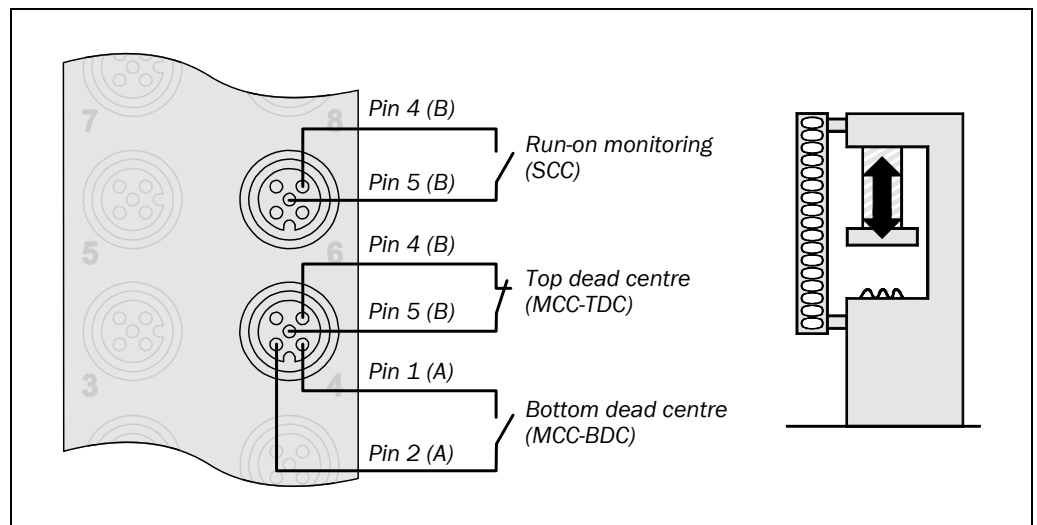 7
8
Pin 4 (B)
Run-on monitoring
(SCC)
Pin 5 (B)
5
6
Pin 4 (B)
Top dead centre
(MCC-TDC)
Pin 5 (B)
3
4
Pin 1 (A)
Bottom dead centre
(MCC-BDC)
Pin 2 (A)